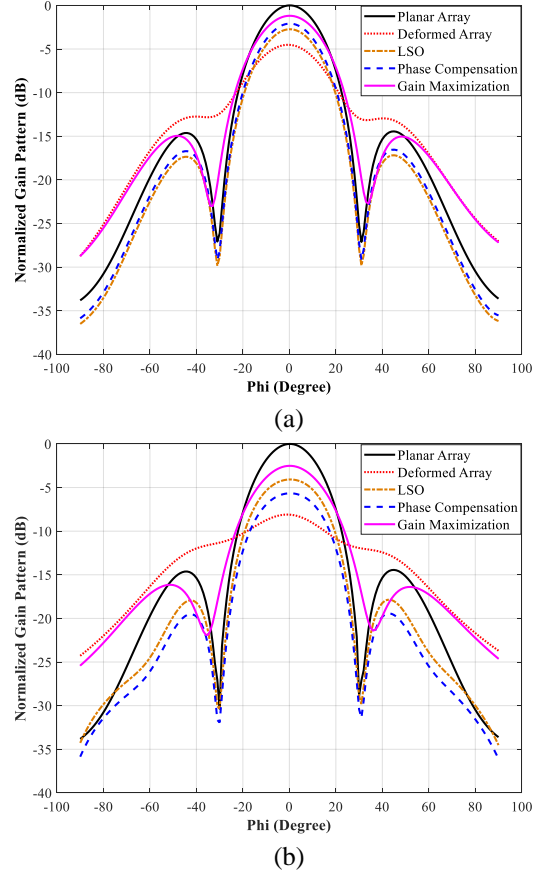 0
-5
-10
-15
-20
-25
-30
-35
-40
Normalized Gain Pattern (dB)
Planar Array
Deformed Array
LSO
Phase Compensation
Gain Maximization
-100 -80 -60 -40 -20 0 20 40 60 80 100
Phi (Degree)
(a)
0
-5
-10
-15
-20
-25
-30
-35
-40
Normalized Gain Pattern (dB)
Planar Array
Deformed Array
LSO
Phase Compensation
Gain Maximization
-100 -80 -60 -40 -20 0 20 40 60 80 100
Phi (Degree)
(b)